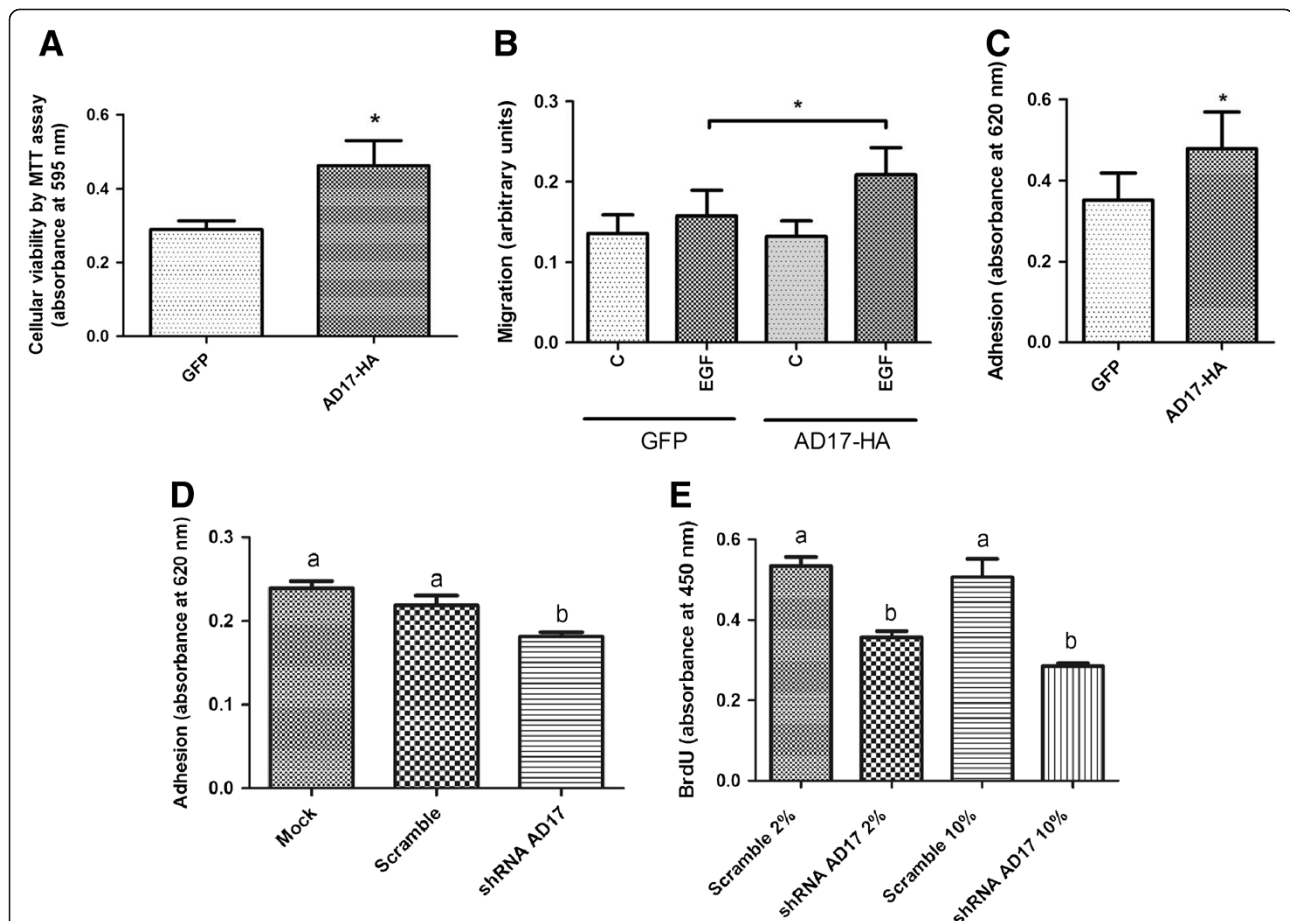 A
Cellular viability by MTT assay
(absorbance at 595 nm)
0.6
0.4
0.2
0.0
*
GFP
AD17-HA
B
Migration (arbitrary units)
0.3
0.2
0.1
0.0
*
C
EGF
C
EGF
GFP
AD17-HA
C
Adhesion (absorbance at 620 nm)
0.6
0.4
0.2
0.0
*
GFP
AD17-HA
D
Adhesion (absorbance at 620 nm)
0.3
0.2
0.1
0.0
a
a
b
Mock
Scramble
shRNA AD17
E
BrdU (absorbance at 450 nm)
0.6
0.4
0.2
0.0
a
b
a
b
Scramble 2%
shRNA AD17 2%
Scramble 10%
shRNA AD17 10%